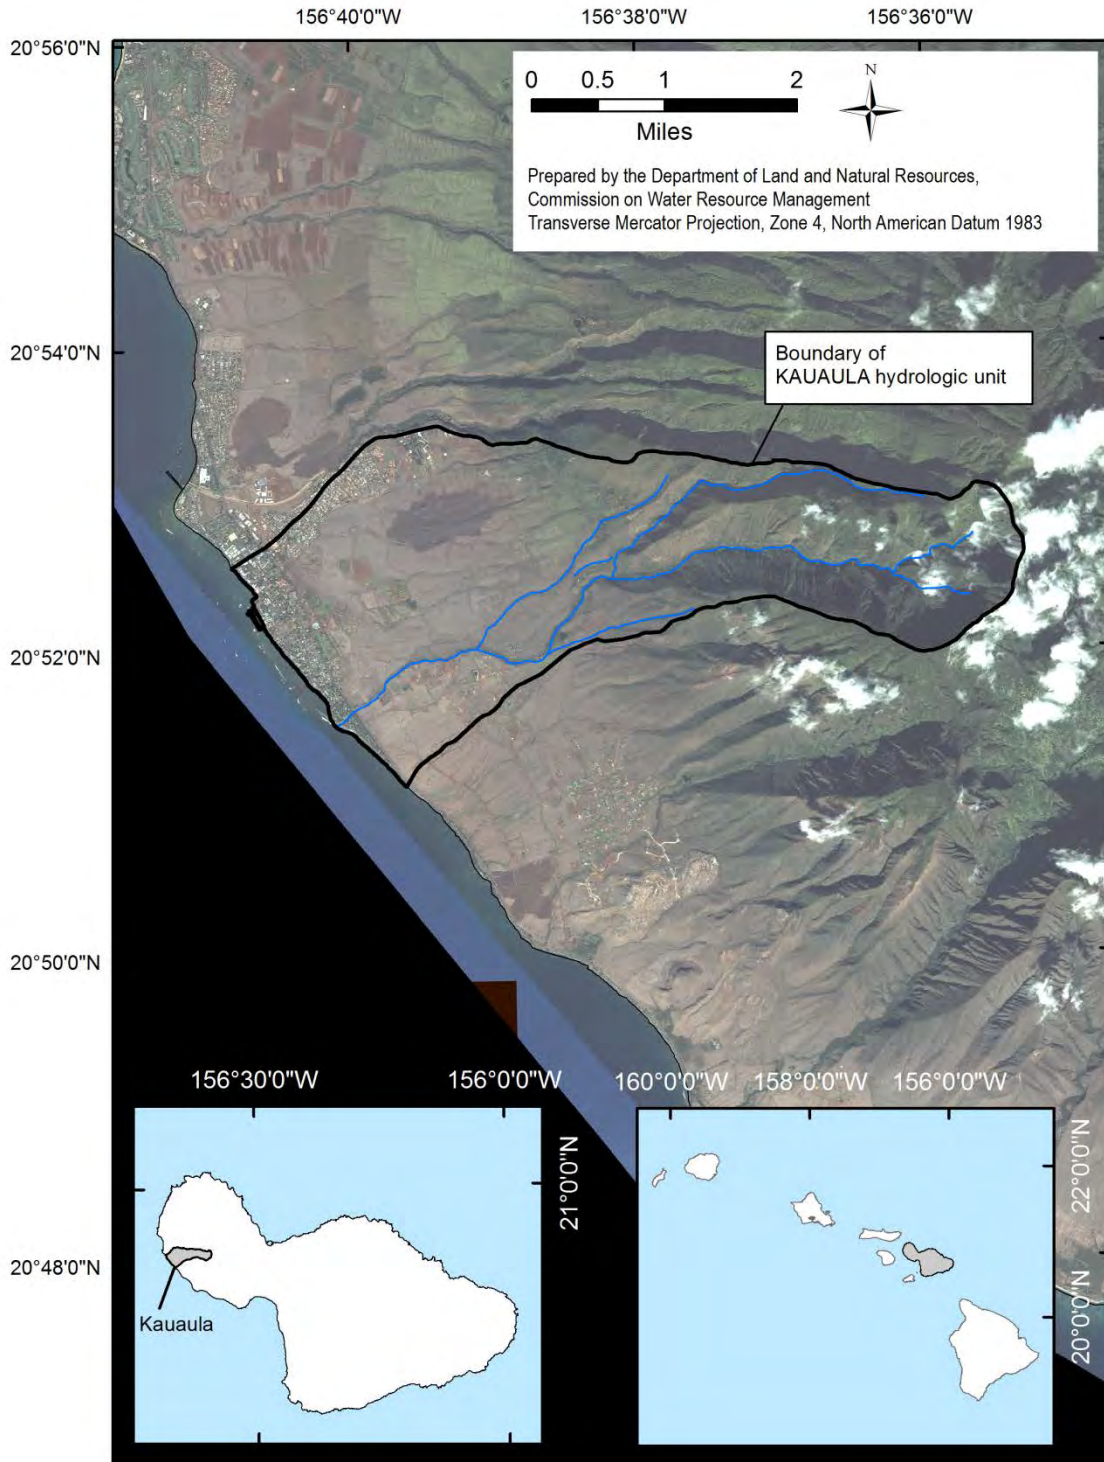 156°40'0"W
156°38'0"W
156°36'0"W
20°56'0"N
0 0.5 1 2
Miles
N
Prepared by the Department of Land and Natural Resources,
Commission on Water Resource Management
Transverse Mercator Projection, Zone 4, North American Datum 1983
20°54'0"N
Boundary of
KAUAULA hydrologic unit
20°52'0"N
20°50'0"N
156°30'0"W
156°0'0"W
160°0'0"W
158°0'0"W
156°0'0"W
21°0'0"N
22°0'0"N
20°48'0"N
Kauaula
20°0'0"N